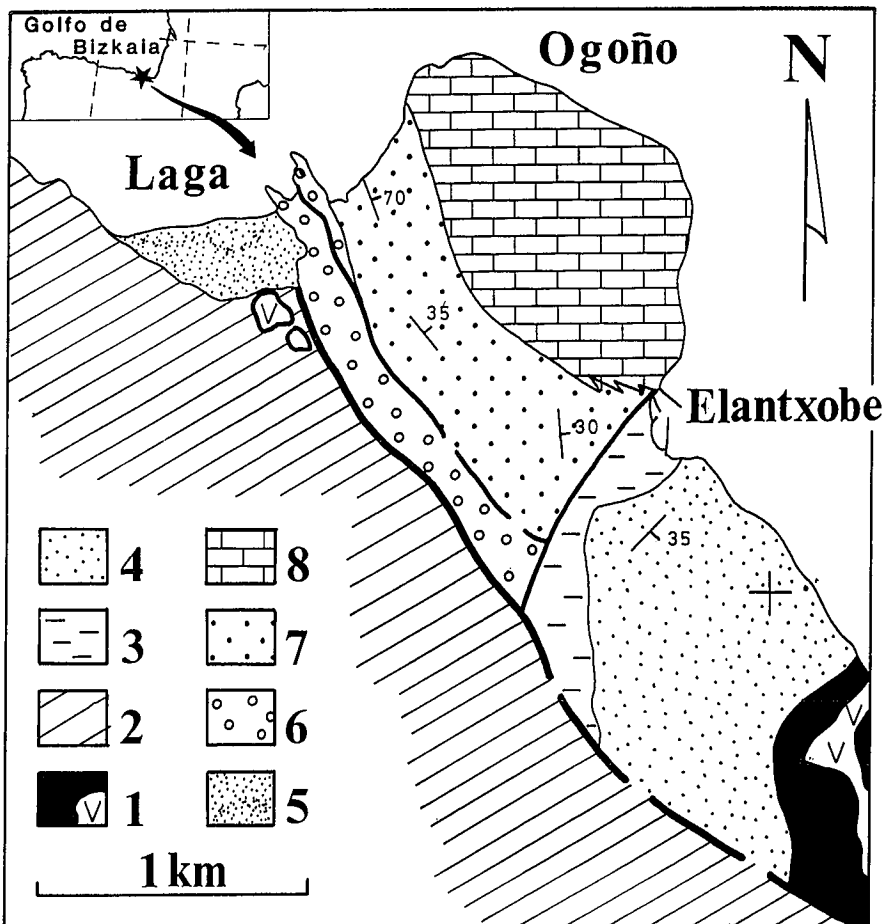 Golfo de
Bizkaia
Ogoño
N
Laga
70
35
30
Elantxobe
35
4 8
3 7
2 6
V 1 5
1 km
V
V
V